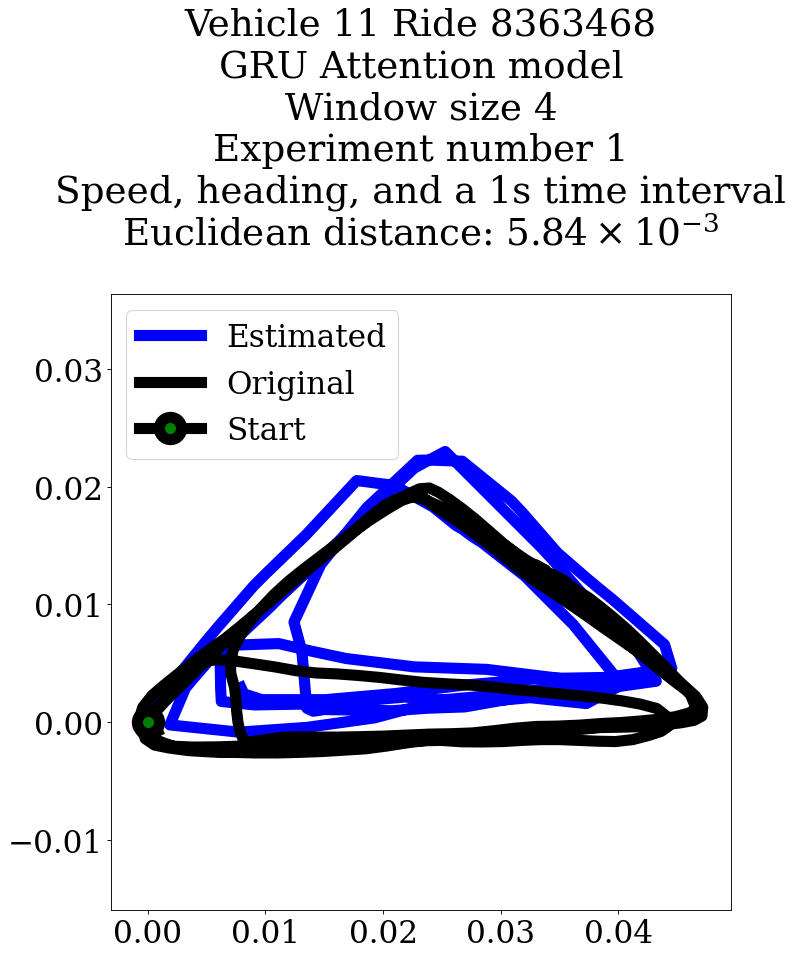 Vehicle 11 Ride 8363468
GRU Attention model
Window size 4
Experiment number 1
Speed, heading, and a 1s time interval
Euclidean distance: 5.84 × 10⁻³
Estimated
Original
Start
0.03
0.02
0.01
0.00
−0.01
0.00 0.01 0.02 0.03 0.04